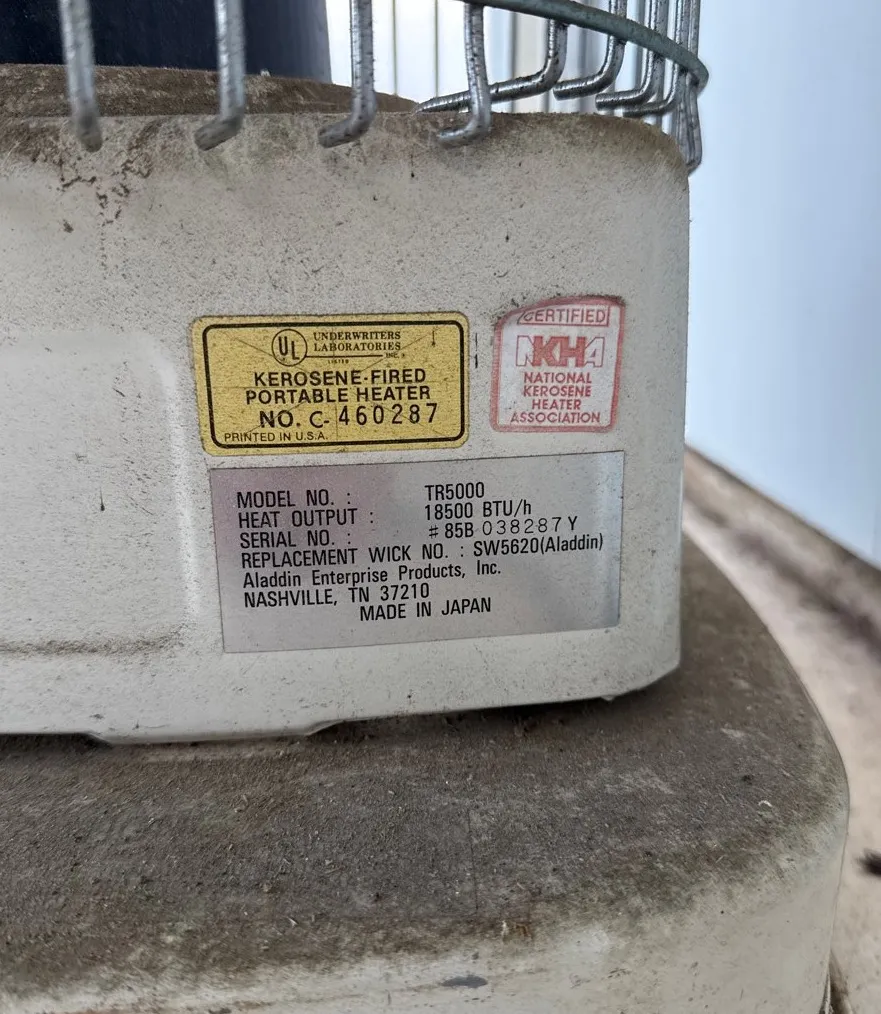 UL
UNDERWRITERS
LABORATORIES
LISTED INC. ®
KEROSENE-FIRED
PORTABLE HEATER
NO. C-460287
PRINTED IN U.S.A.
CERTIFIED
NKHA
NATIONAL
KEROSENE
HEATER
ASSOCIATION
MODEL NO. : TR5000
HEAT OUTPUT : 18500 BTU/h
SERIAL NO. : #85B 038287Y
REPLACEMENT WICK NO. : SW5620(Aladdin)
Aladdin Enterprise Products, Inc.
NASHVILLE, TN 37210
MADE IN JAPAN